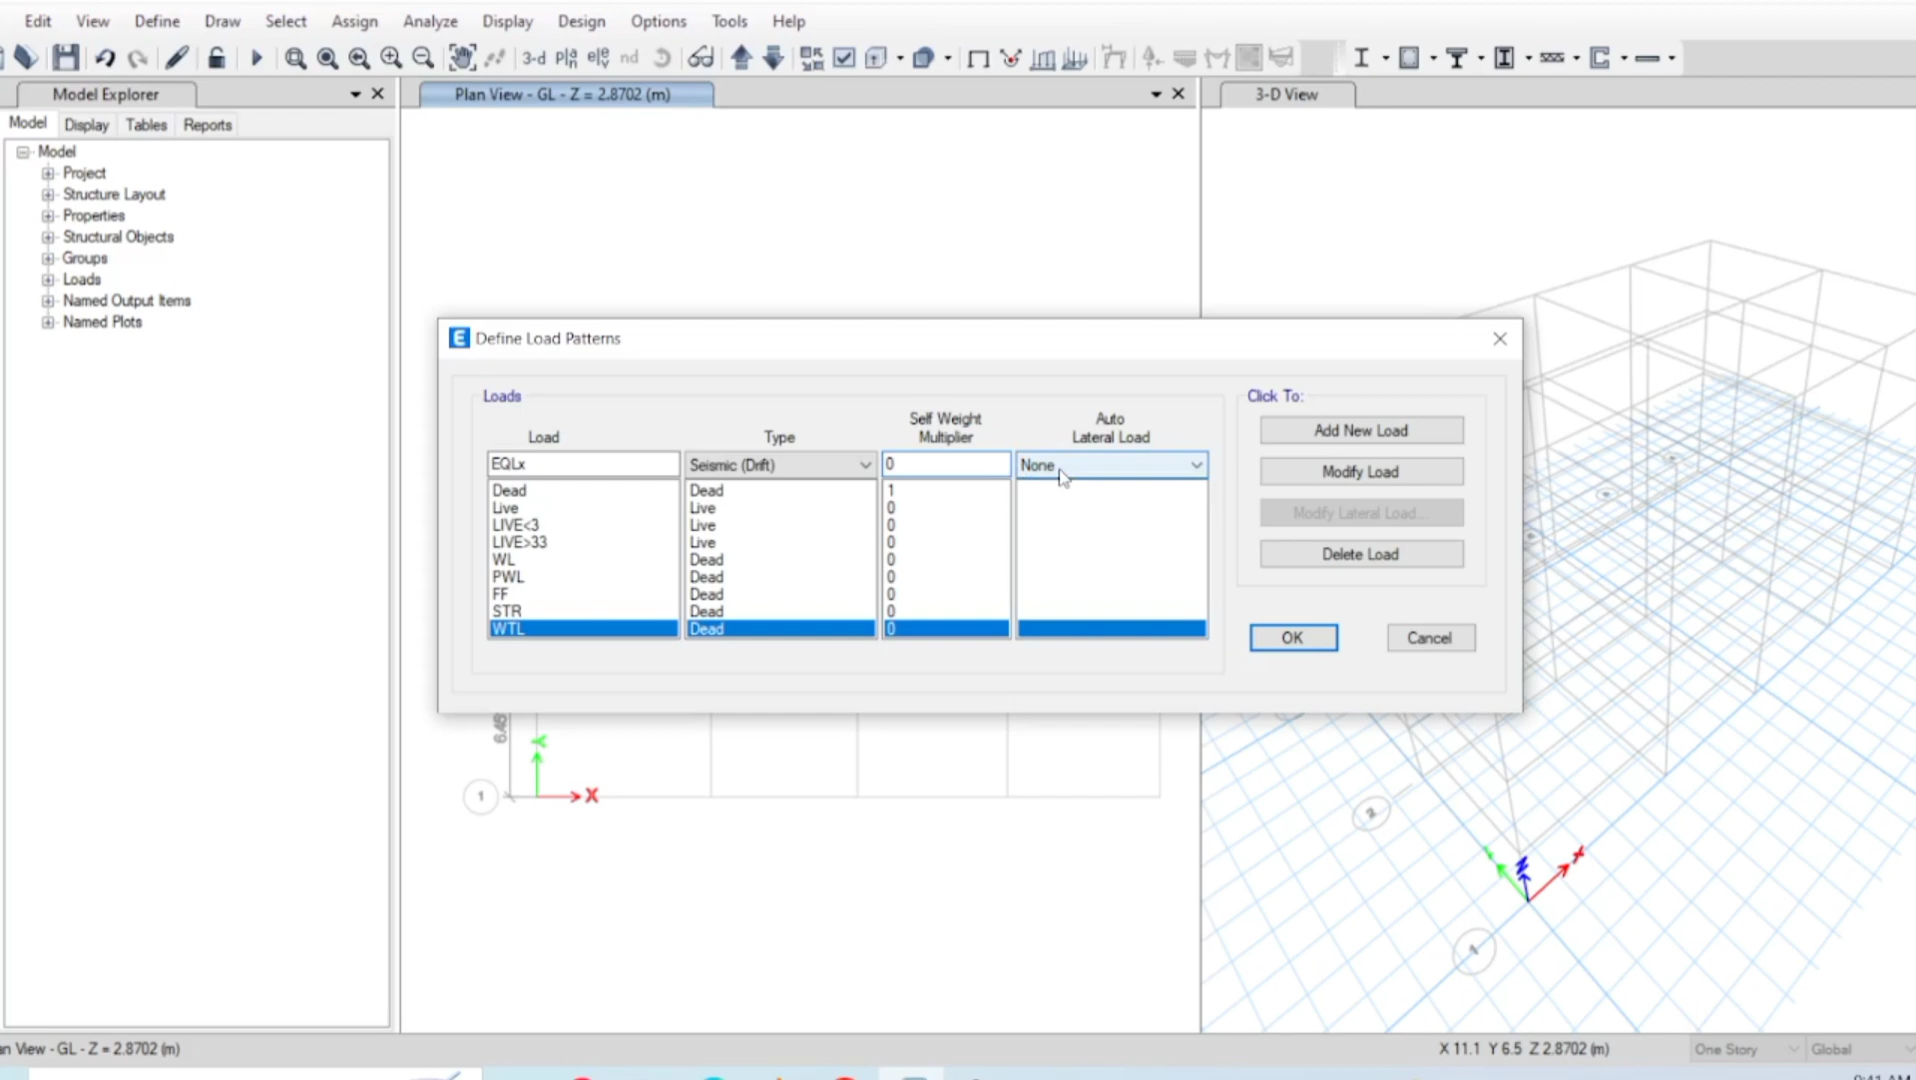 Edit View Define Draw Select Assign Analyze Display Design Options Tools Help
3-d nd
Model Explorer
Plan View - GL - Z = 2.8702 (m)
3-D View
Model Display Tables Reports
Model
Project
Structure Layout
Properties
Structural Objects
Groups
Loads
Named Output Items
Named Plots
E Define Load Patterns
Loads
Click To:
Load Type Self Weight Multiplier Auto Lateral Load
EQLx Seismic (Drift) 0 None
Dead Dead 1
Live Live 0
LIVE<3 Live 0
LIVE>33 Live 0
WL Dead 0
PWL Dead 0
FF Dead 0
STR Dead 0
WTL Dead 0
Add New Load
Modify Load
Modify Lateral Load...
Delete Load
OK Cancel
Y
X
1
Z
an View - GL - Z = 2.8702 (m)
X 11.1 Y 6.5 Z 2.8702 (m)
One Story
Global